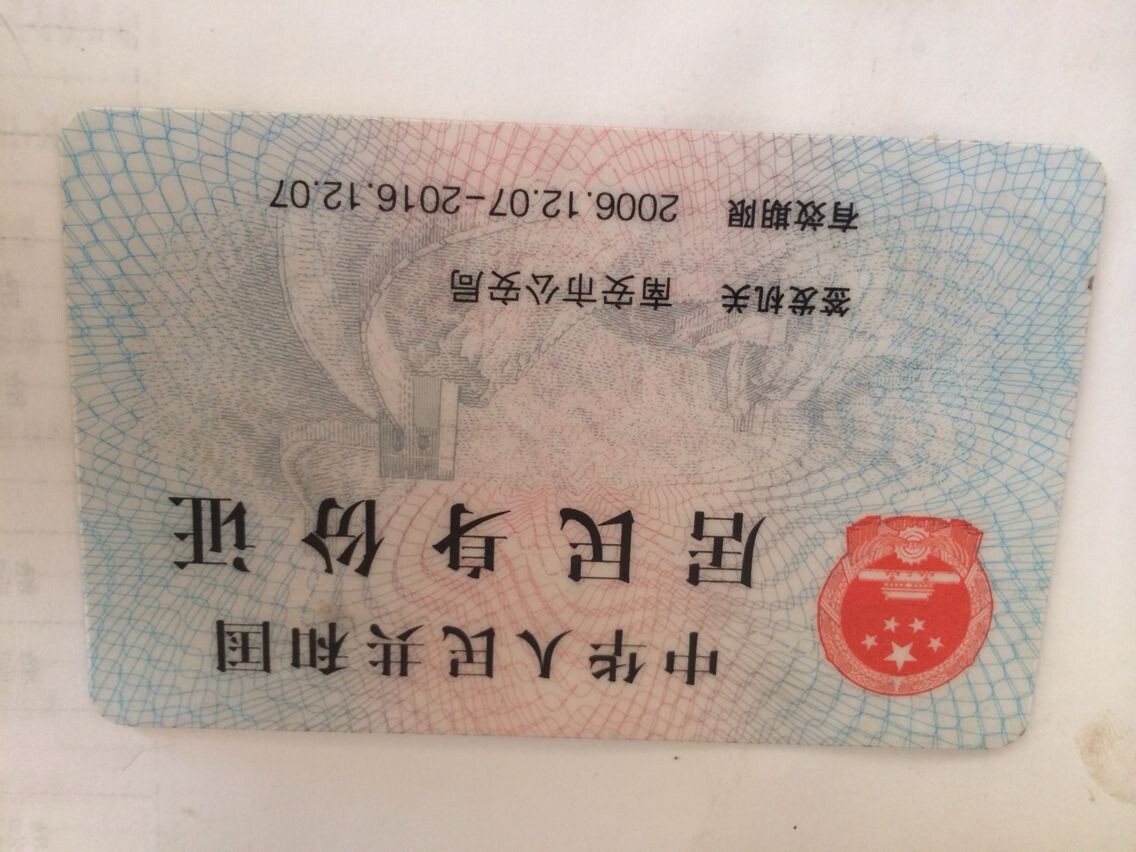 中华人民共和国
居民身份证
签发机关 南安市公安局
有效期限 2006.12.07-2016.12.07